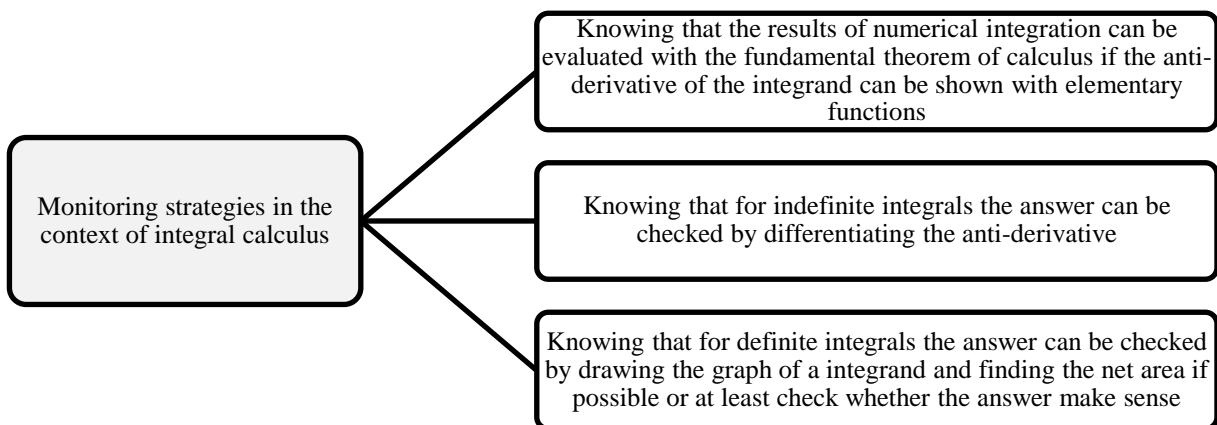 Knowing that the results of numerical integration can be
evaluated with the fundamental theorem of calculus if the anti-
derivative of the integrand can be shown with elementary
functions
Monitoring strategies in the
context of integral calculus
Knowing that for indefinite integrals the answer can be
checked by differentiating the anti-derivative
Knowing that for definite integrals the answer can be checked
by drawing the graph of a integrand and finding the net area if
possible or at least check whether the answer make sense